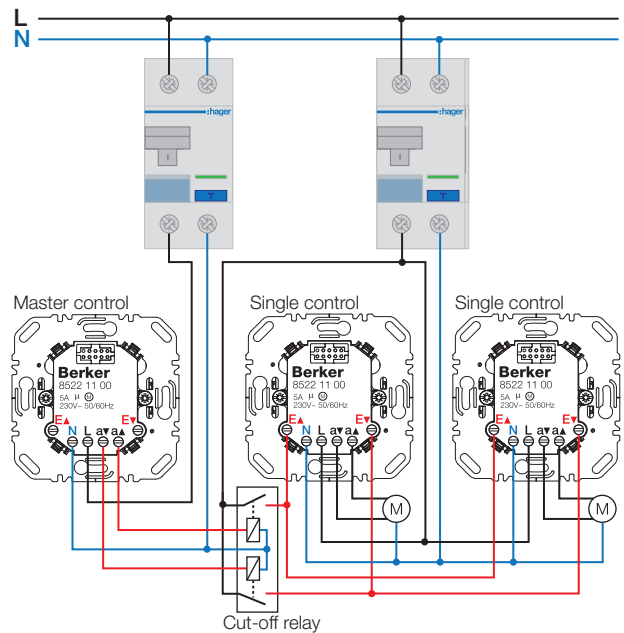 L
N
:hager
:hager
T
T
I
I
Master control
Single control
Single control
Berker
8522 11 00
5A μ M
230V~ 50/60Hz
E▲ E▼
N L a▼ a▲
Berker
8522 11 00
5A μ M
230V~ 50/60Hz
E▲ E▼
N L a▼ a▲
Berker
8522 11 00
5A μ M
230V~ 50/60Hz
E▲ E▼
N L a▼ a▲
M
M
Cut-off relay